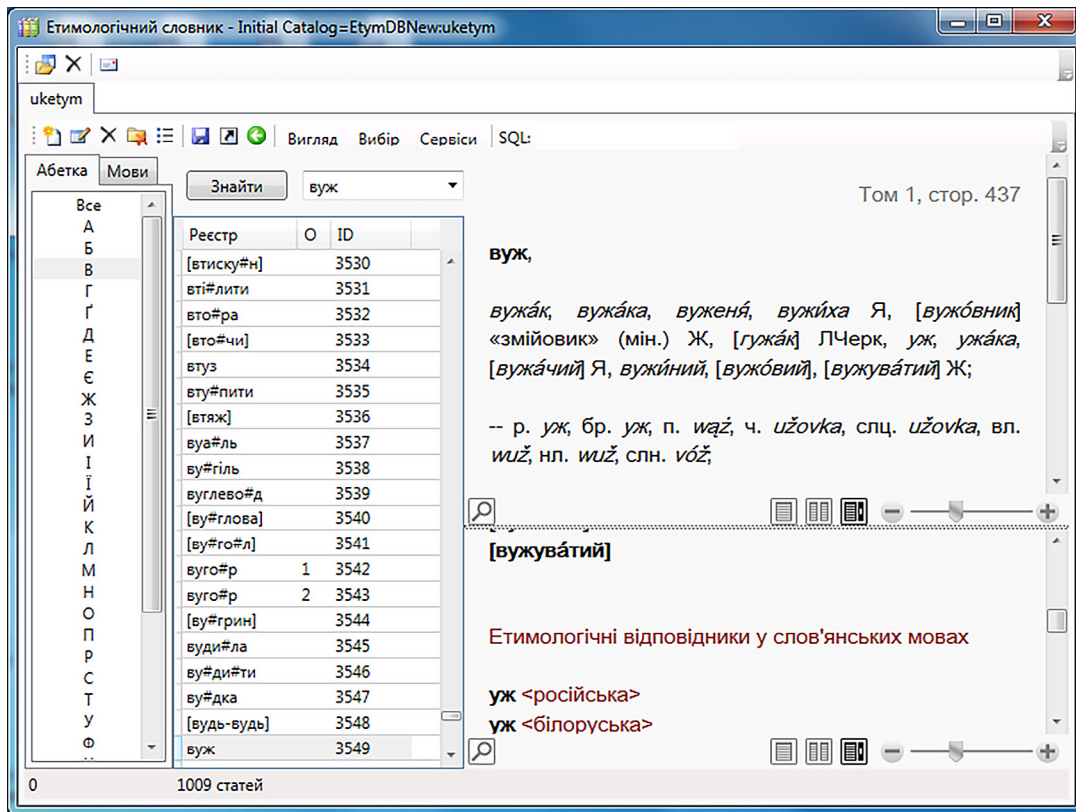 Етимологічний словник - Initial Catalog=EtymDBNew:uketym
uketym
Вигляд Вибір Сервіси SQL:
Абетка Мови
Знайти вуж
Все
А
Б
В
Г
Ґ
Д
Е
Є
Ж
З
И
І
Ї
Й
К
Л
М
Н
О
П
Р
С
Т
У
Ф
Реєстр О ID
[втиску#н] 3530
вті#лити 3531
вто#ра 3532
[вто#чи] 3533
втуз 3534
вту#пити 3535
[втяж] 3536
вуа#ль 3537
ву#гіль 3538
вуглево#д 3539
[ву#глова] 3540
[ву#го#л] 3541
вуго#р 1 3542
вуго#р 2 3543
[ву#грин] 3544
вуди#ла 3545
ву#ди#ти 3546
ву#дка 3547
[вудь-вудь] 3548
вуж 3549
Том 1, стор. 437
вуж,
вужа́к, вужа́ка, вуженя́, вужи́ха Я, [вужо́вник]
«змійовик» (мін.) Ж, [гужа́к] ЛЧерк, уж, ужа́ка,
[вужа́чий] Я, вужи́ний, [вужо́вий], [вужува́тий] Ж;
-- р. уж, бр. уж, п. wąż, ч. užovka, слц. užovka, вл.
wuž, нл. wuž, слн. vóž;
[вужува́тий]
Етимологічні відповідники у слов'янських мовах
уж <російська>
уж <білоруська>
0 1009 статей